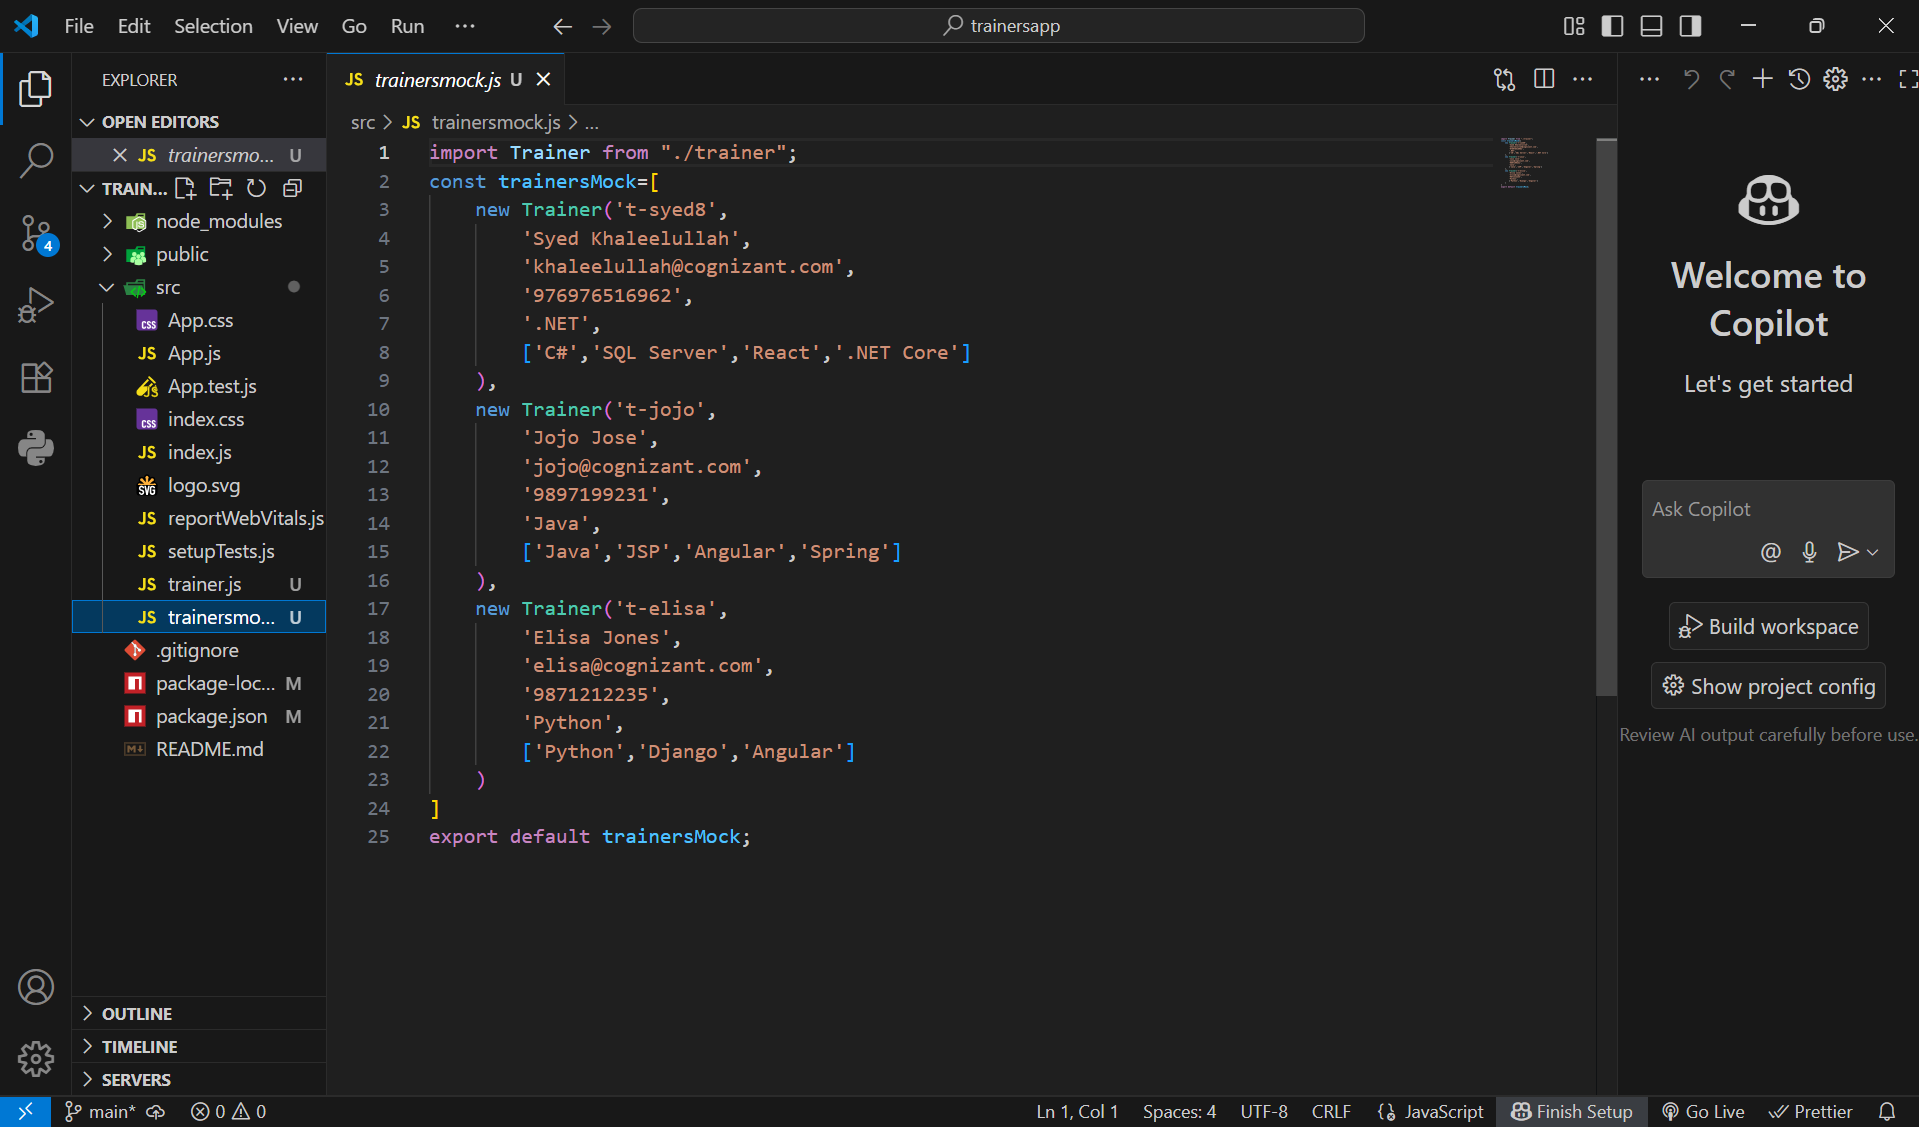 File Edit Selection View Go Run ... trainersapp
EXPLORER
OPEN EDITORS
JS trainersmo... U
TRAIN...
node_modules
public
src
css App.css
JS App.js
JS App.test.js
css index.css
JS index.js
SVG logo.svg
JS reportWebVitals.js
JS setupTests.js
JS trainer.js U
JS trainersmo... U
.gitignore
package-loc... M
package.json M
README.md
OUTLINE
TIMELINE
SERVERS
JS trainersmock.js U
src > JS trainersmock.js > ...
1 import Trainer from "./trainer";
2 const trainersMock=[
3 new Trainer('t-syed8',
4 'Syed Khaleelullah',
5 'khaleelullah@cognizant.com',
6 '976976516962',
7 '.NET',
8 ['C#','SQL Server','React','.NET Core']
9 ),
10 new Trainer('t-jojo',
11 'Jojo Jose',
12 'jojo@cognizant.com',
13 '9897199231',
14 'Java',
15 ['Java','JSP','Angular','Spring']
16 ),
17 new Trainer('t-elisa',
18 'Elisa Jones',
19 'elisa@cognizant.com',
20 '9871212235',
21 'Python',
22 ['Python','Django','Angular']
23 )
24 ]
25 export default trainersMock;
Welcome to
Copilot
Let's get started
Ask Copilot
@
Build workspace
Show project config
Review AI output carefully before use.
4
main* 0 0 Ln 1, Col 1 Spaces: 4 UTF-8 CRLF JavaScript Finish Setup Go Live Prettier